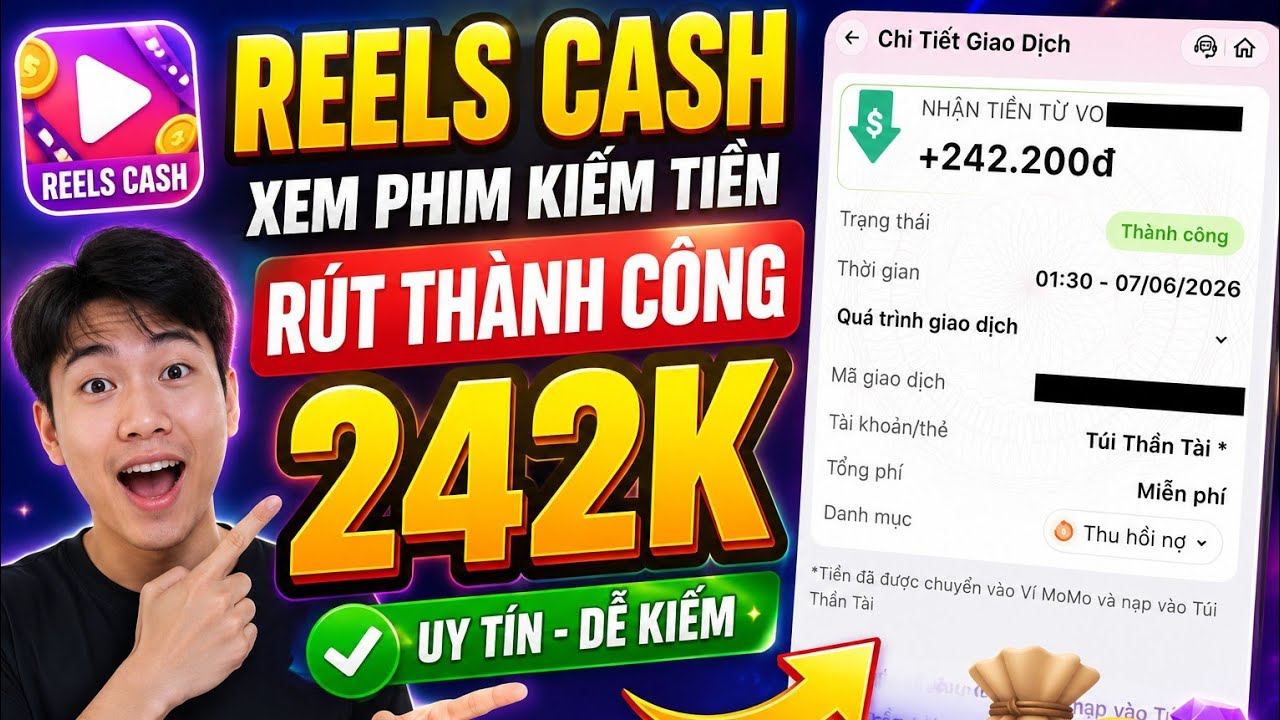 REELS CASH
REELS CASH
XEM PHIM KIẾM TIỀN
RÚT THÀNH CÔNG
242K
UY TÍN - DỄ KIẾM
Chi Tiết Giao Dịch
NHẬN TIỀN TỪ VO
+242.200đ
Trạng thái
Thành công
Thời gian
01:30 - 07/06/2026
Quá trình giao dịch
Mã giao dịch
Tài khoản/thẻ
Túi Thần Tài *
Tổng phí
Miễn phí
Danh mục
Thu hồi nợ
*Tiền đã được chuyển vào Ví MoMo và nạp vào Túi
Thần Tài
nạp vào Tú